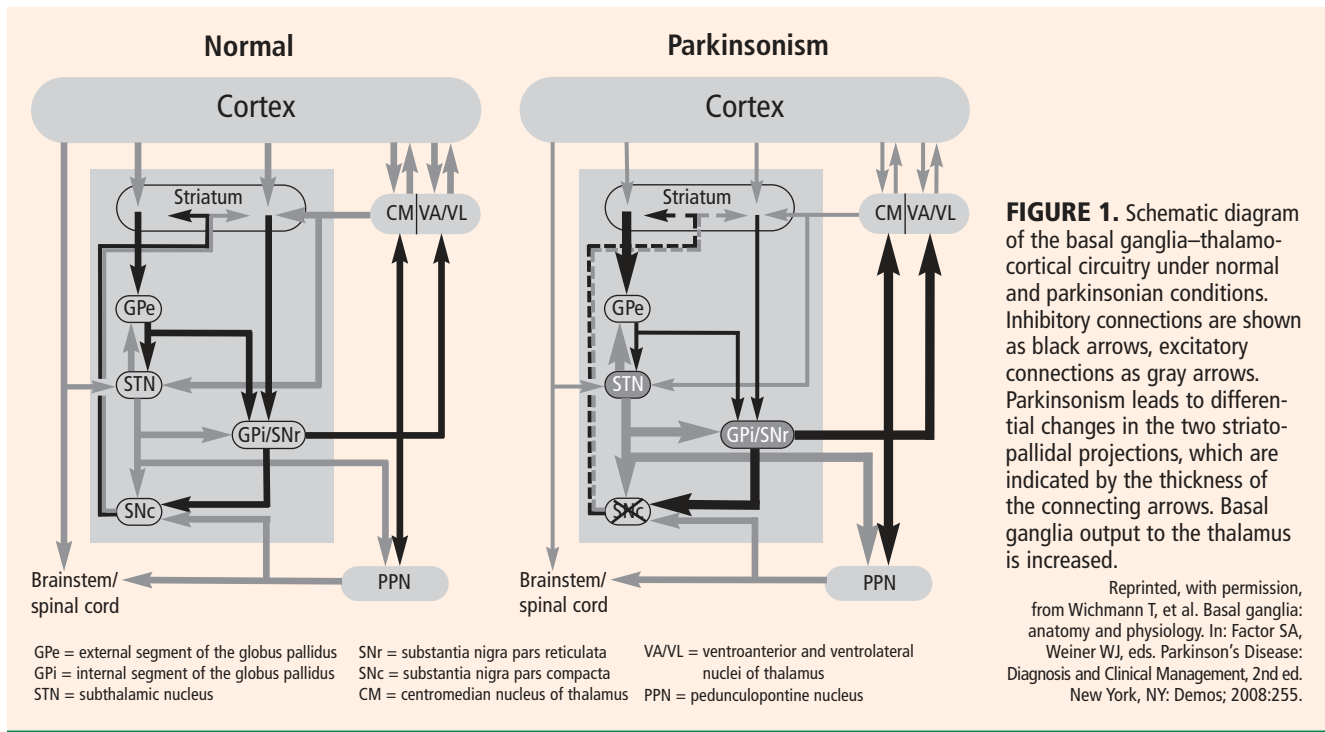 Normal
Cortex
Striatum
CM VA/VL
GPe
STN
GPi/SNr
SNc
Brainstem/
spinal cord
PPN
Parkinsonism
Cortex
Striatum
CM VA/VL
GPe
STN
GPi/SNr
SNc
Brainstem/
spinal cord
PPN
GPe = external segment of the globus pallidus
GPi = internal segment of the globus pallidus
STN = subthalamic nucleus
SNr = substantia nigra pars reticulata
SNc = substantia nigra pars compacta
CM = centromedian nucleus of thalamus
VA/VL = ventroanterior and ventrolateral
nuclei of thalamus
PPN = pedunculopontine nucleus
FIGURE 1. Schematic diagram
of the basal ganglia–thalamo-
cortical circuitry under normal
and parkinsonian conditions.
Inhibitory connections are shown
as black arrows, excitatory
connections as gray arrows.
Parkinsonism leads to differen-
tial changes in the two striato-
pallidal projections, which are
indicated by the thickness of
the connecting arrows. Basal
ganglia output to the thalamus
is increased.
Reprinted, with permission,
from Wichmann T, et al. Basal ganglia:
anatomy and physiology. In: Factor SA,
Weiner WJ, eds. Parkinson's Disease:
Diagnosis and Clinical Management, 2nd ed.
New York, NY: Demos; 2008:255.